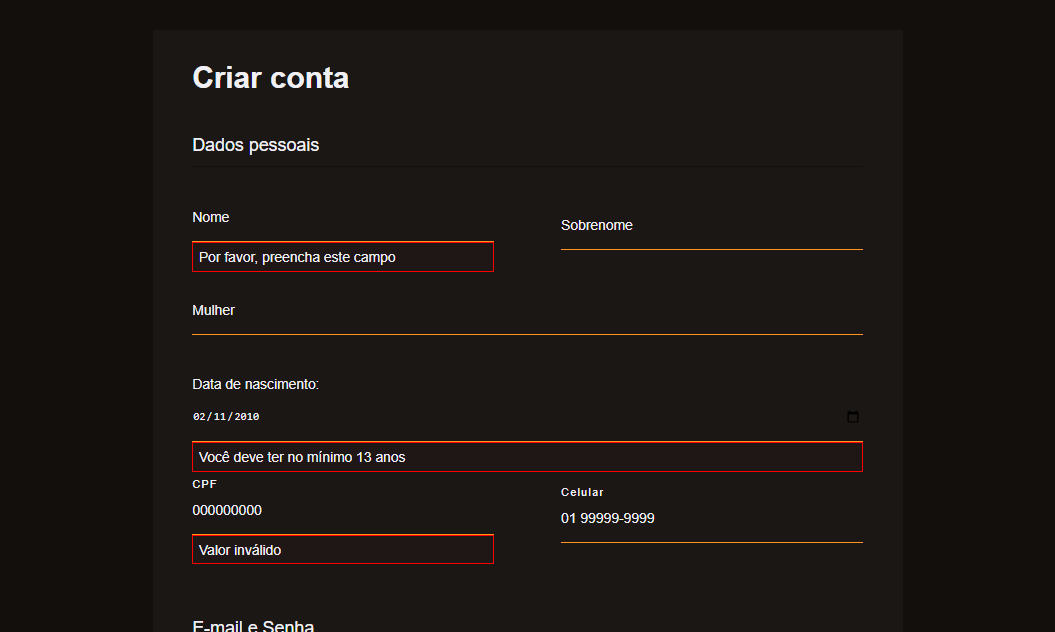 Criar conta
Dados pessoais
Nome
Sobrenome
Por favor, preencha este campo
Mulher
Data de nascimento:
02/11/2010
Você deve ter no mínimo 13 anos
CPF
Celular
000000000
01 99999-9999
Valor inválido
E-mail e Senha